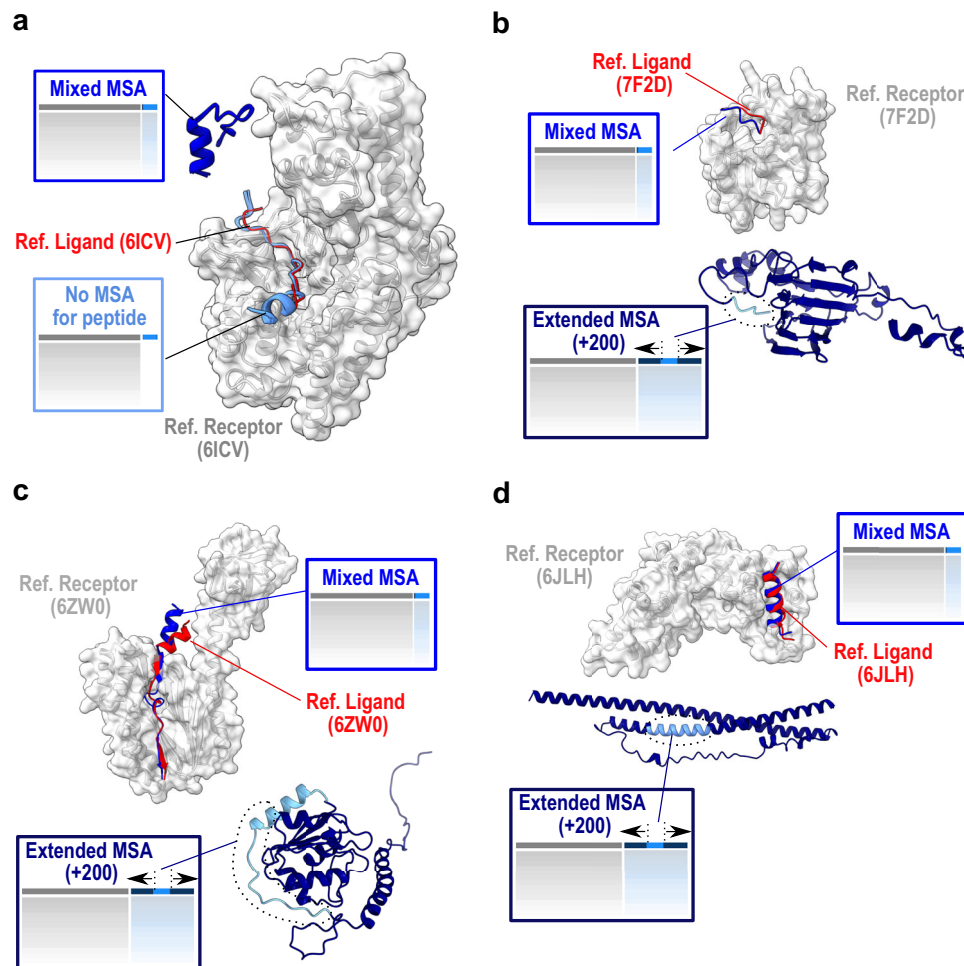 a
Mixed MSA
Ref. Ligand (6ICV)
No MSA
for peptide
Ref. Receptor
(6ICV)
b
Ref. Ligand
(7F2D)
Ref. Receptor
(7F2D)
Mixed MSA
Extended MSA
(+200)
c
Ref. Receptor
(6ZW0)
Mixed MSA
Ref. Ligand
(6ZW0)
Extended MSA
(+200)
d
Ref. Receptor
(6JLH)
Mixed MSA
Ref. Ligand
(6JLH)
Extended MSA
(+200)